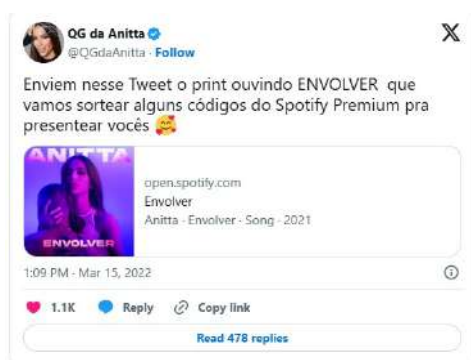 QG da Anitta
@QGdaAnitta · Follow
Enviem nesse Tweet o print ouvindo ENVOLVER que
vamos sortear alguns códigos do Spotify Premium pra
presentear vocês 🥰
ANITTA
ENVOLVER
open.spotify.com
Envolver
Anitta · Envolver · Song · 2021
1:09 PM · Mar 15, 2022
1.1K Reply Copy link
Read 478 replies